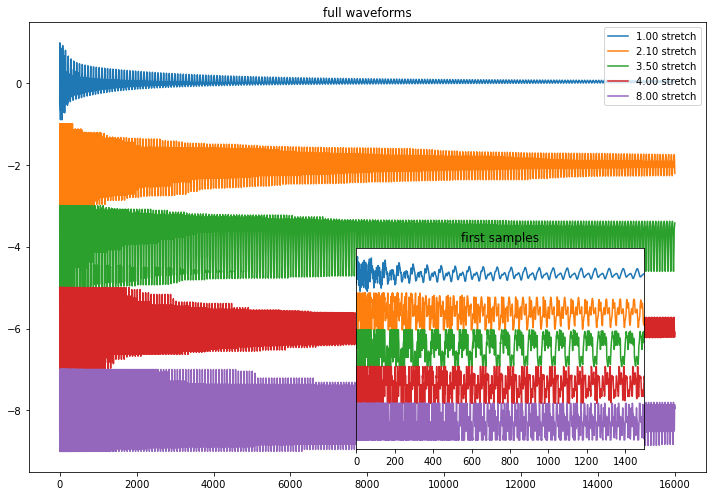 full waveforms
1.00 stretch
2.10 stretch
3.50 stretch
4.00 stretch
8.00 stretch
0
−2
−4
−6
−8
first samples
0 200 400 600 800 1000 1200 1400
0 2000 4000 6000 8000 10000 12000 14000 16000